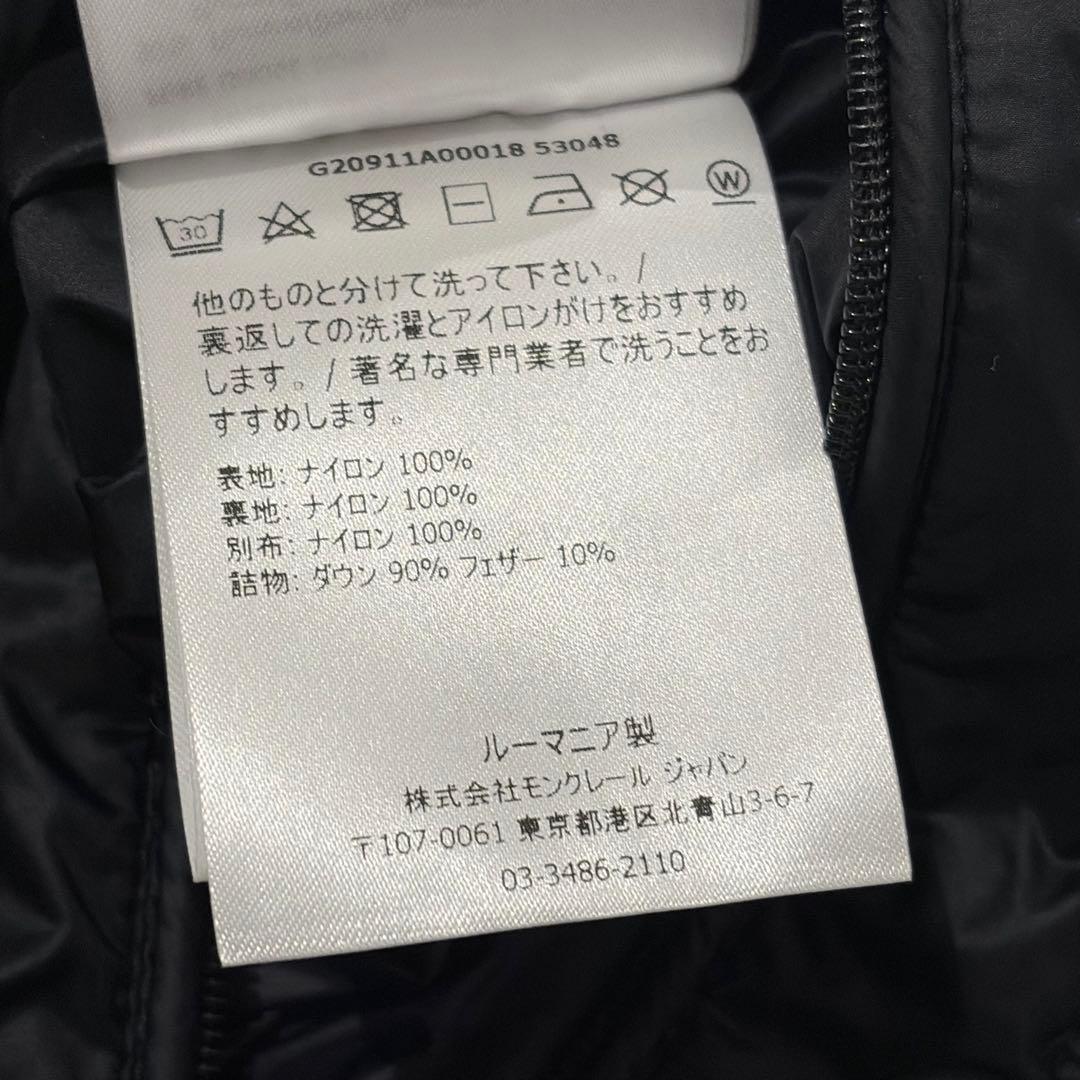 G20911A00018 53048
30
W
他のものと分けて洗って下さい。/
裏返しての洗濯とアイロンがけをおすすめ
します。/ 著名な専門業者で洗うことをお
すすめします。
表地: ナイロン 100%
裏地: ナイロン 100%
別布: ナイロン 100%
詰物: ダウン 90% フェザー 10%
ルーマニア製
株式会社モンクレール ジャパン
〒107-0061 東京都港区北青山3-6-7
03-3486-2110